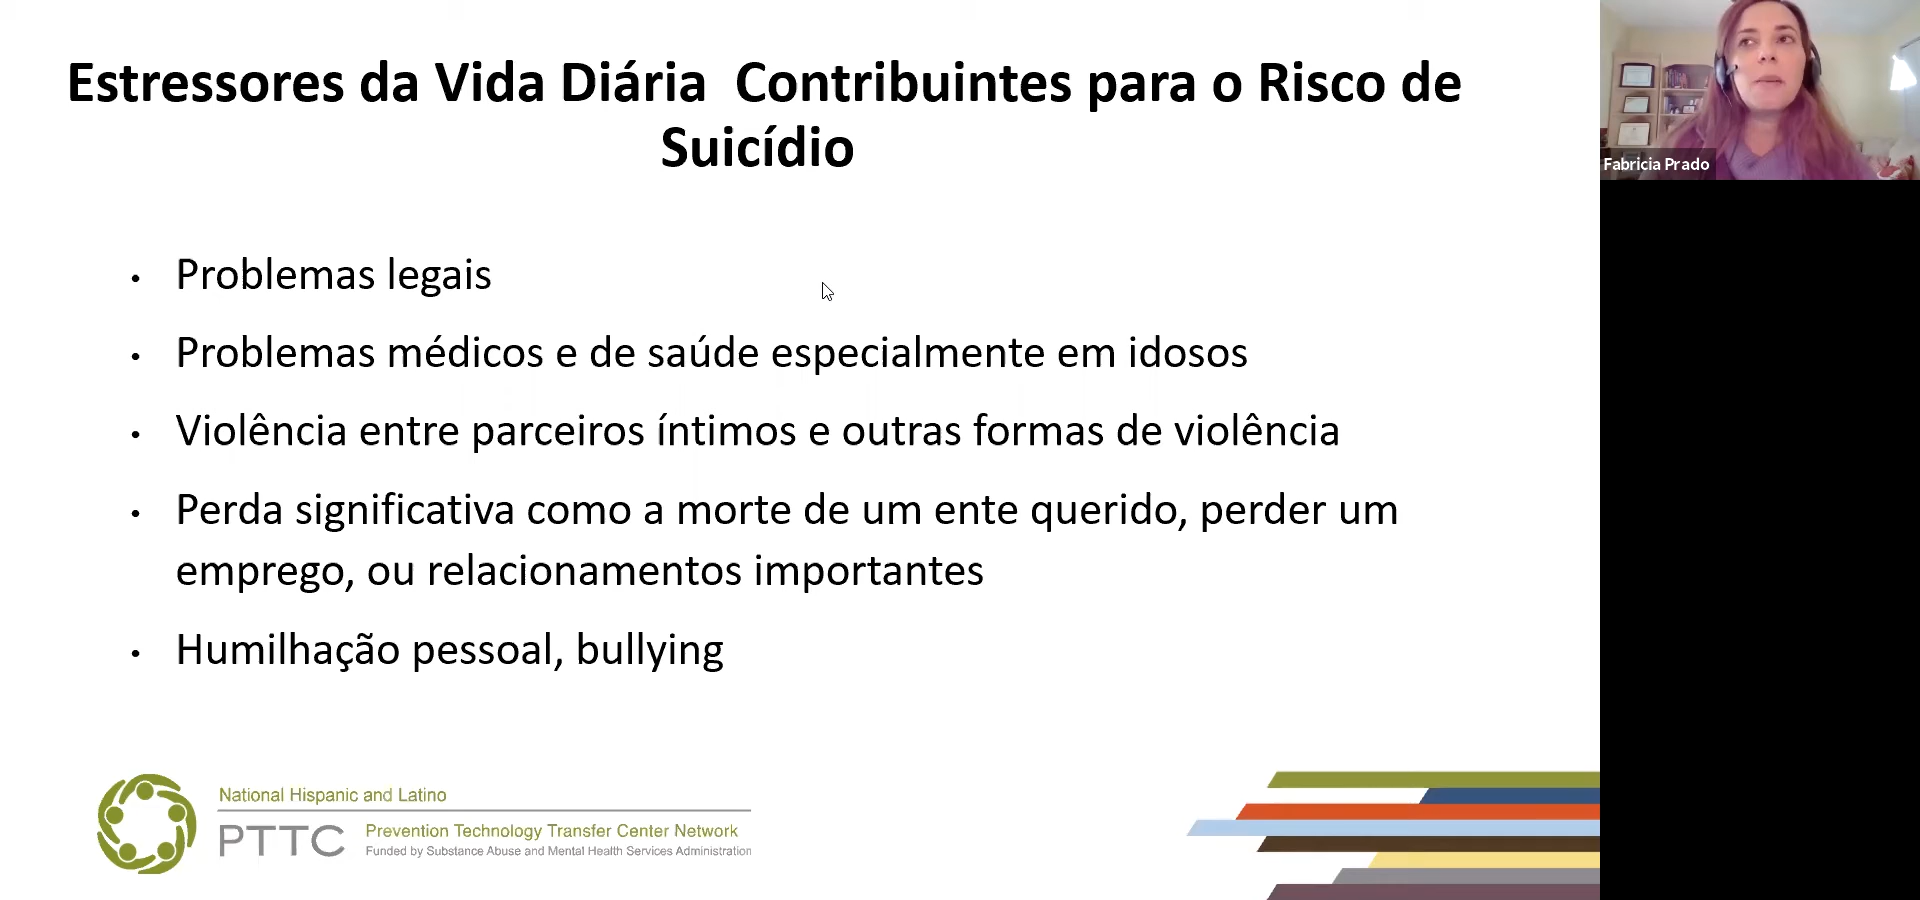 Estressores da Vida Diária  Contribuintes para o Risco de
Suicídio
• Problemas legais
• Problemas médicos e de saúde especialmente em idosos
• Violência entre parceiros íntimos e outras formas de violência
• Perda significativa como a morte de um ente querido, perder um
emprego, ou relacionamentos importantes
• Humilhação pessoal, bullying
National Hispanic and Latino
PTTC
Prevention Technology Transfer Center Network
Funded by Substance Abuse and Mental Health Services Administration
Fabricia Prado